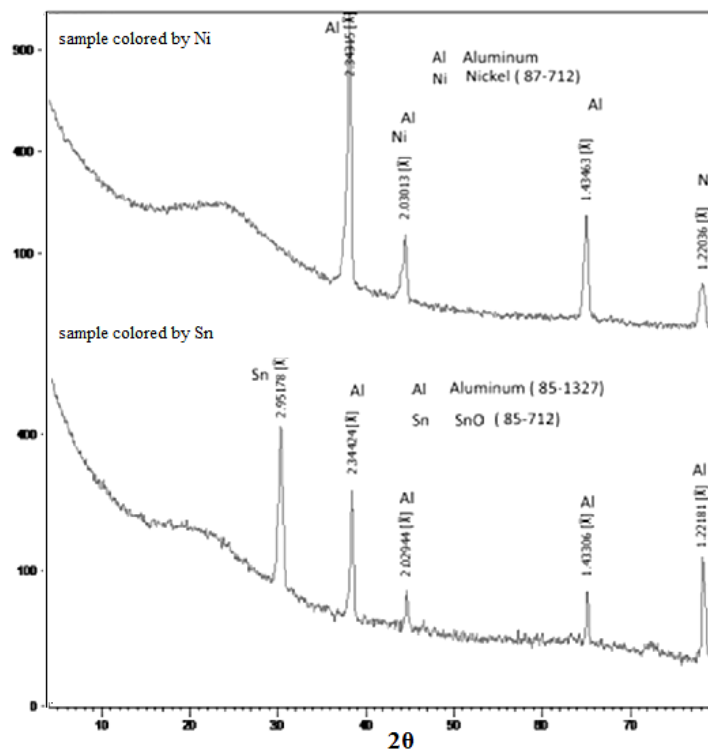 sample colored by Ni
900
400
100
Al
2.34315 [Å]
Al Aluminum
Ni Nickel ( 87-712)
Al
Ni
2.03013 [Å]
Al
1.43463 [Å]
N
1.22036 [Å]
sample colored by Sn
400
100
0
Sn
2.95178 [Å]
Al
2.34424 [Å]
Al Aluminum ( 85-1327)
Sn SnO ( 85-712)
Al
2.02944 [Å]
Al
1.43306 [Å]
Al
1.22181 [Å]
10 20 30 40 50 60 70
2θ